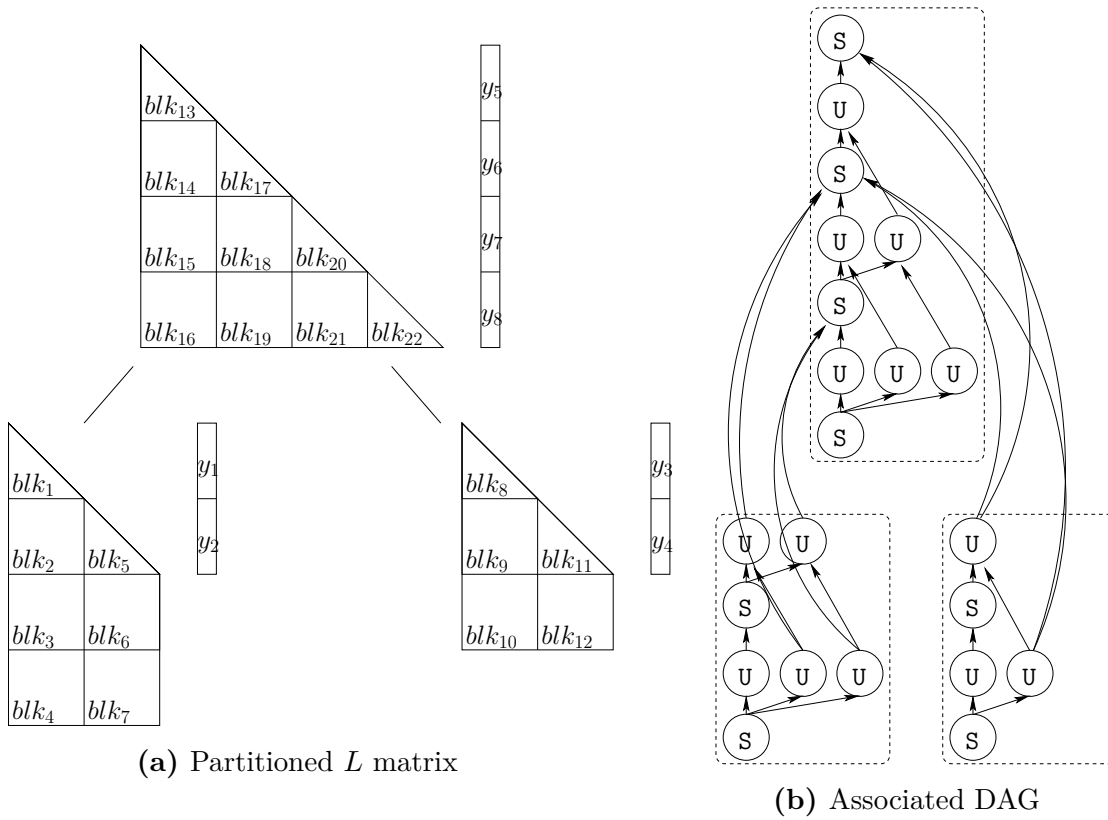 blk₁₃
blk₁₄ blk₁₇
blk₁₅ blk₁₈ blk₂₀
blk₁₆ blk₁₉ blk₂₁ blk₂₂
y₅
y₆
y₇
y₈
blk₁
blk₂ blk₅
blk₃ blk₆
blk₄ blk₇
y₁
y₂
blk₈
blk₉ blk₁₁
blk₁₀ blk₁₂
y₃
y₄
(a) Partitioned L matrix
S
U
S
U U
S
U U U
S
U U
S
U U U
S
U
S
U U
S
(b) Associated DAG